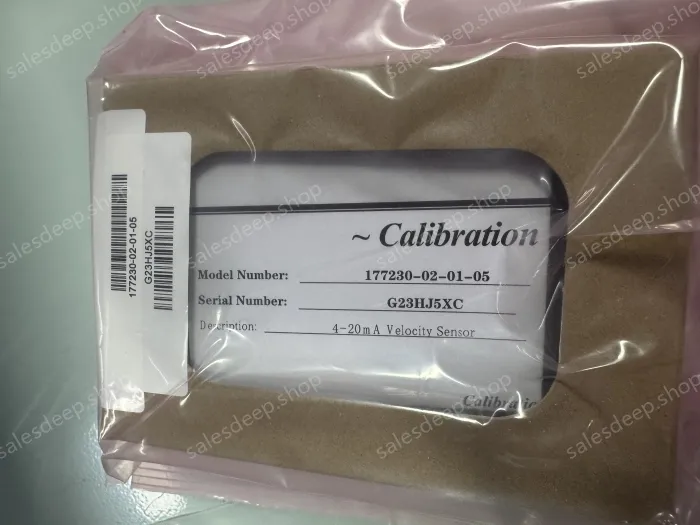 177230-02-01-05
G23HJ5XC
~ Calibration
Model Number: 177230-02-01-05
Serial Number: G23HJ5XC
Description: 4-20mA Velocity Sensor
salesdeep.shop